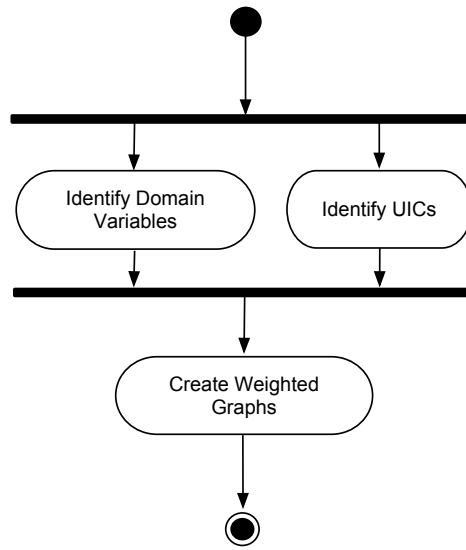 Identify Domain
Variables
Identify UICs
Create Weighted
Graphs